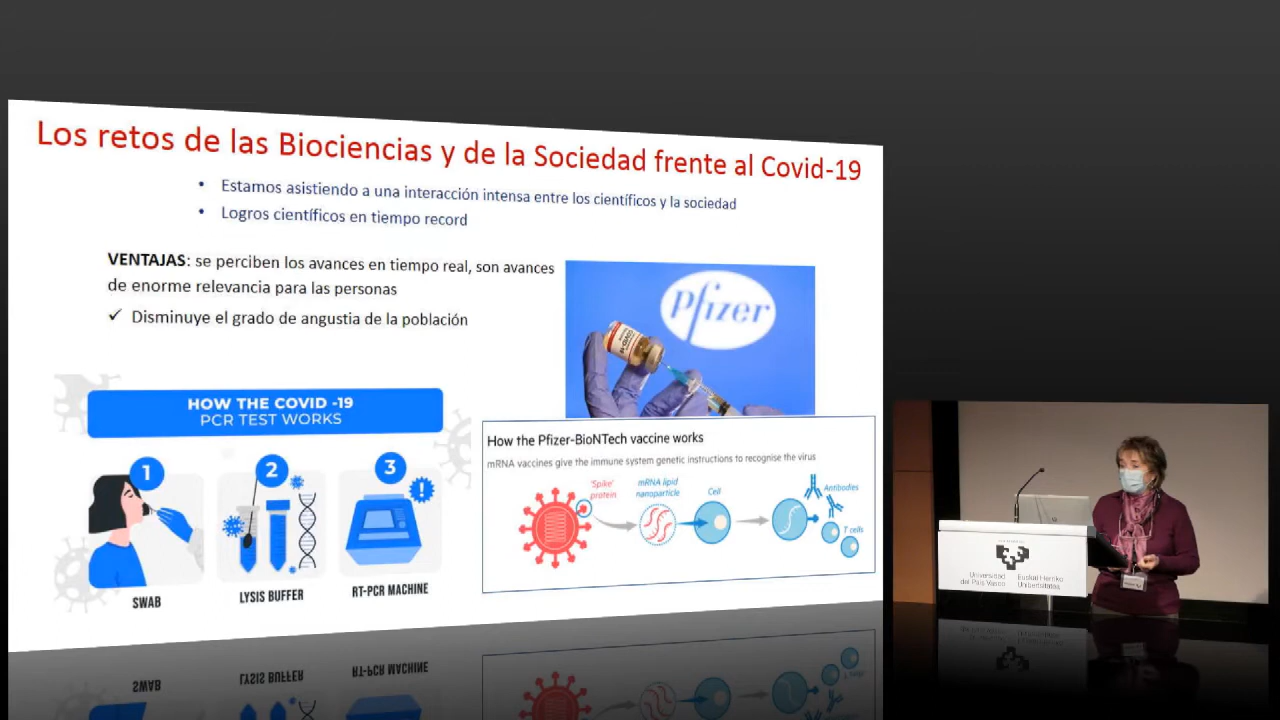 Los retos de las Biociencias y de la Sociedad frente al Covid-19
• Estamos asistiendo a una interacción intensa entre los científicos y la sociedad
• Logros científicos en tiempo record
VENTAJAS: se perciben los avances en tiempo real, son avances
de enorme relevancia para las personas
✓ Disminuye el grado de angustia de la población
Pfizer
HOW THE COVID -19
PCR TEST WORKS
1
2
3
SWAB
LYSIS BUFFER
RT-PCR MACHINE
How the Pfizer-BioNTech vaccine works
mRNA vaccines give the immune system genetic instructions to recognise the virus
'Spike'
protein
mRNA lipid
nanoparticle
Cell
Antibodies
T cells
Universidad
del País Vasco
Euskal Herriko
Unibertsitatea